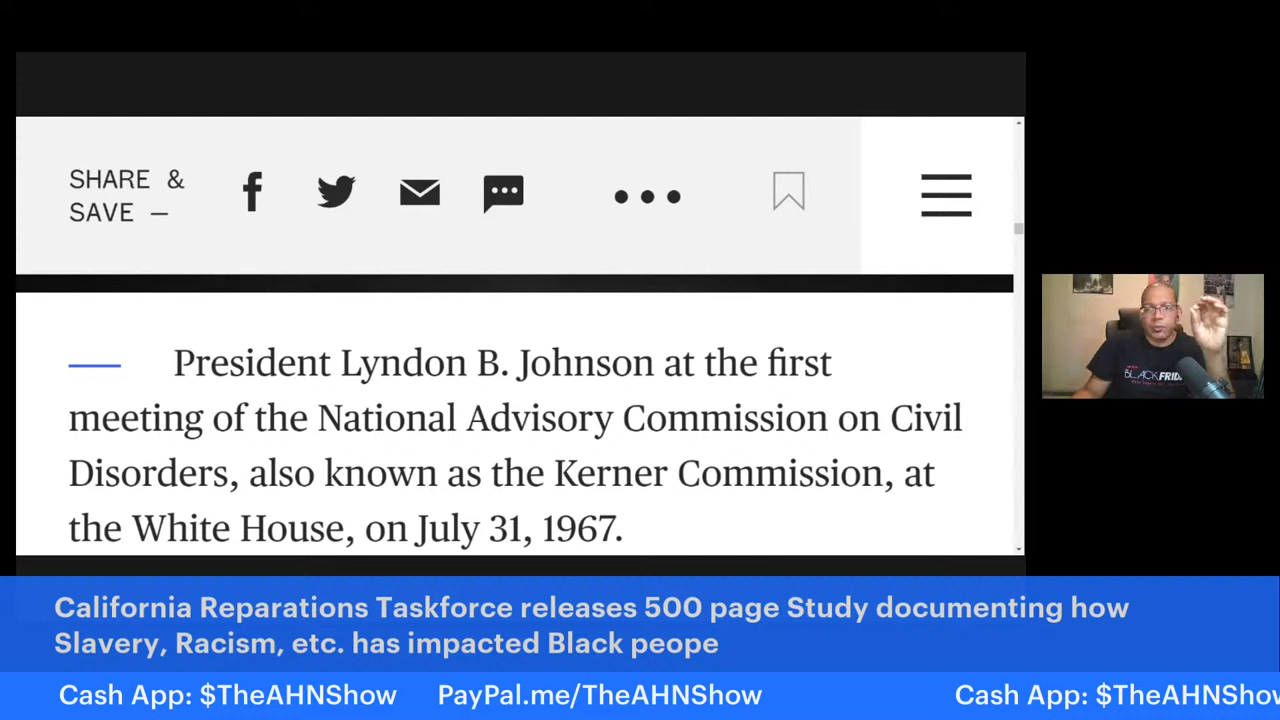 SHARE &
SAVE —
President Lyndon B. Johnson at the first
meeting of the National Advisory Commission on Civil
Disorders, also known as the Kerner Commission, at
the White House, on July 31, 1967.
BLACK FRID
California Reparations Taskforce releases 500 page Study documenting how
Slavery, Racism, etc. has impacted Black peope
Cash App: $TheAHNShow PayPal.me/TheAHNShow Cash App: $TheAHNShow